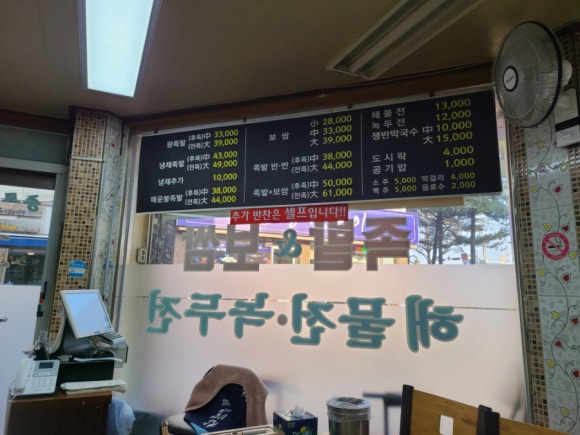 왕족발 (후족)中 33,000
(전족)大 39,000
냉채족발 (후족)中 43,000
(전족)大 49,000
냉채추가 10,000
매운불족발 (후족)中 38,000
(전족)大 44,000
보 쌈 小 28,000
中 33,000
大 39,000
족발 반·반 (후족)中 38,000
(전족)大 44,000
족발+보쌈 (후족)中 50,000
(전족)大 61,000
해 물 전 13,000
녹 두 전 12,000
쟁반막국수 中 10,000
大 15,000
도 시 락 4,000
공 기 밥 1,000
소 주 5,000 막걸리 4,000
맥 주 5,000 음료수 2,000
추가 반찬은 셀프입니다!!
족발&보쌈
해물전·녹두전